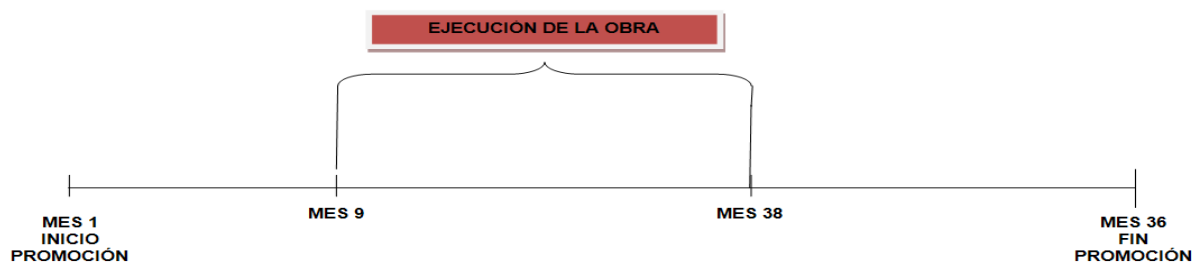 EJECUCIÓN DE LA OBRA
MES 1
INICIO
PROMOCIÓN
MES 9
MES 38
MES 36
FIN
PROMOCIÓN